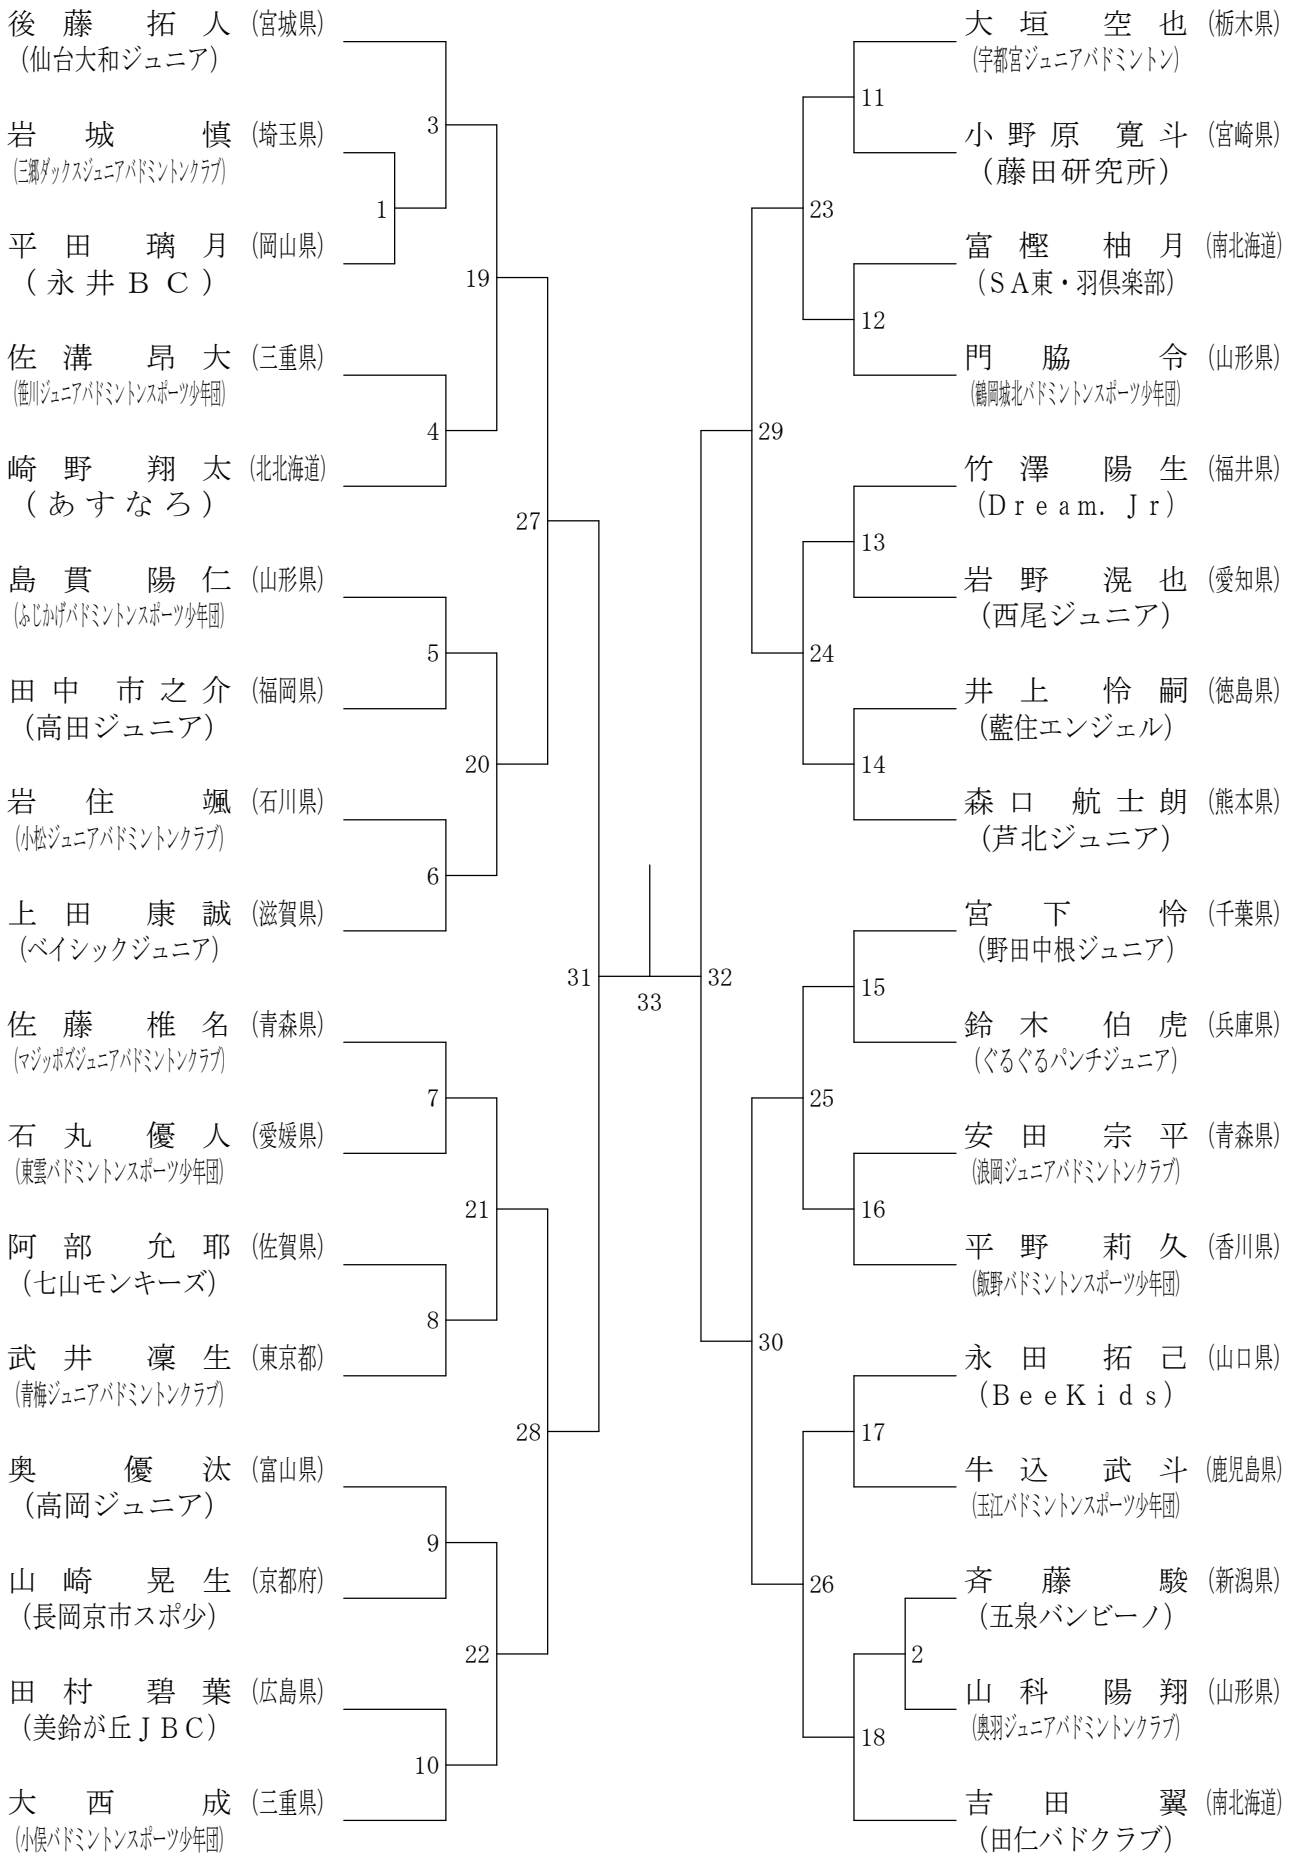 後藤 拓人 (宮城県)
(仙台大和ジュニア)
岩城 慎 (埼玉県)
(三郷ダックスジュニアバドミントンクラブ)
平田 璃月 (岡山県)
(永井BC)
佐溝 昂大 (三重県)
(笹川ジュニアバドミントンスポーツ少年団)
崎野 翔太 (北北海道)
(あすなろ)
島貫 陽仁 (山形県)
(ふじかげバドミントンスポーツ少年団)
田中 市之介 (福岡県)
(高田ジュニア)
岩住 颯 (石川県)
(小松ジュニアバドミントンクラブ)
上田 康誠 (滋賀県)
(ベイシックジュニア)
佐藤 椎名 (青森県)
(マジッポズジュニアバドミントンクラブ)
石丸 優人 (愛媛県)
(東雲バドミントンスポーツ少年団)
阿部 允耶 (佐賀県)
(七山モンキーズ)
武井 凜生 (東京都)
(青梅ジュニアバドミントンクラブ)
奥 優汰 (富山県)
(高岡ジュニア)
山崎 晃生 (京都府)
(長岡京市スポ少)
田村 碧葉 (広島県)
(美鈴が丘JBC)
大西 成 (三重県)
(小俣バドミントンスポーツ少年団)
3
1
19
4
27
5
20
6
31
7
21
8
28
9
22
10
33
大垣 空也 (栃木県)
(宇都宮ジュニアバドミントン)
小野原 寛斗 (宮崎県)
(藤田研究所)
富樫 柚月 (南北海道)
(SA東・羽倶楽部)
門脇 令 (山形県)
(鶴岡城北バドミントンスポーツ少年団)
竹澤 陽生 (福井県)
(Dream. Jr)
岩野 滉也 (愛知県)
(西尾ジュニア)
井上 怜嗣 (徳島県)
(藍住エンジェル)
森口 航士朗 (熊本県)
(芦北ジュニア)
宮下 怜 (千葉県)
(野田中根ジュニア)
鈴木 伯虎 (兵庫県)
(ぐるぐるパンチジュニア)
安田 宗平 (青森県)
(浪岡ジュニアバドミントンクラブ)
平野 莉久 (香川県)
(飯野バドミントンスポーツ少年団)
永田 拓己 (山口県)
(BeeKids)
牛込 武斗 (鹿児島県)
(玉江バドミントンスポーツ少年団)
斉藤 駿 (新潟県)
(五泉バンビーノ)
山科 陽翔 (山形県)
(奥羽ジュニアバドミントンクラブ)
吉田 翼 (南北海道)
(田仁バドクラブ)
11
23
12
29
13
24
14
32
15
25
16
30
17
26
2
18